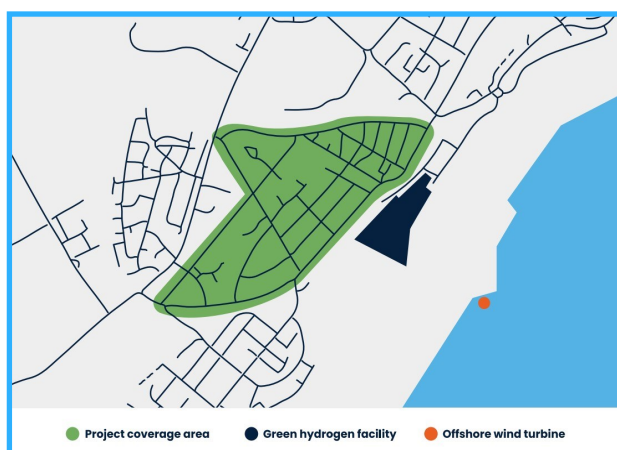 Project coverage area
Green hydrogen facility
Offshore wind turbine